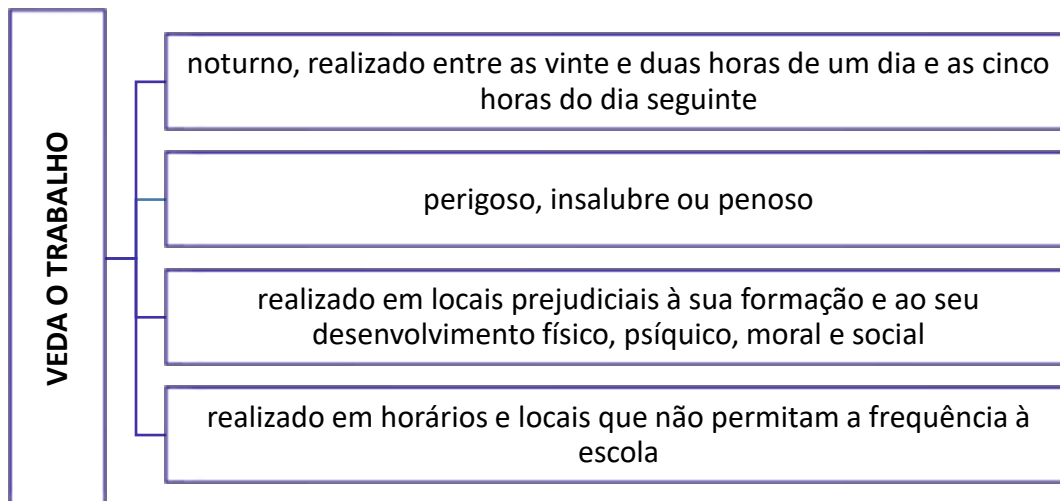 VEDA O TRABALHO
noturno, realizado entre as vinte e duas horas de um dia e as cinco
horas do dia seguinte
perigoso, insalubre ou penoso
realizado em locais prejudiciais à sua formação e ao seu
desenvolvimento físico, psíquico, moral e social
realizado em horários e locais que não permitam a frequência à
escola